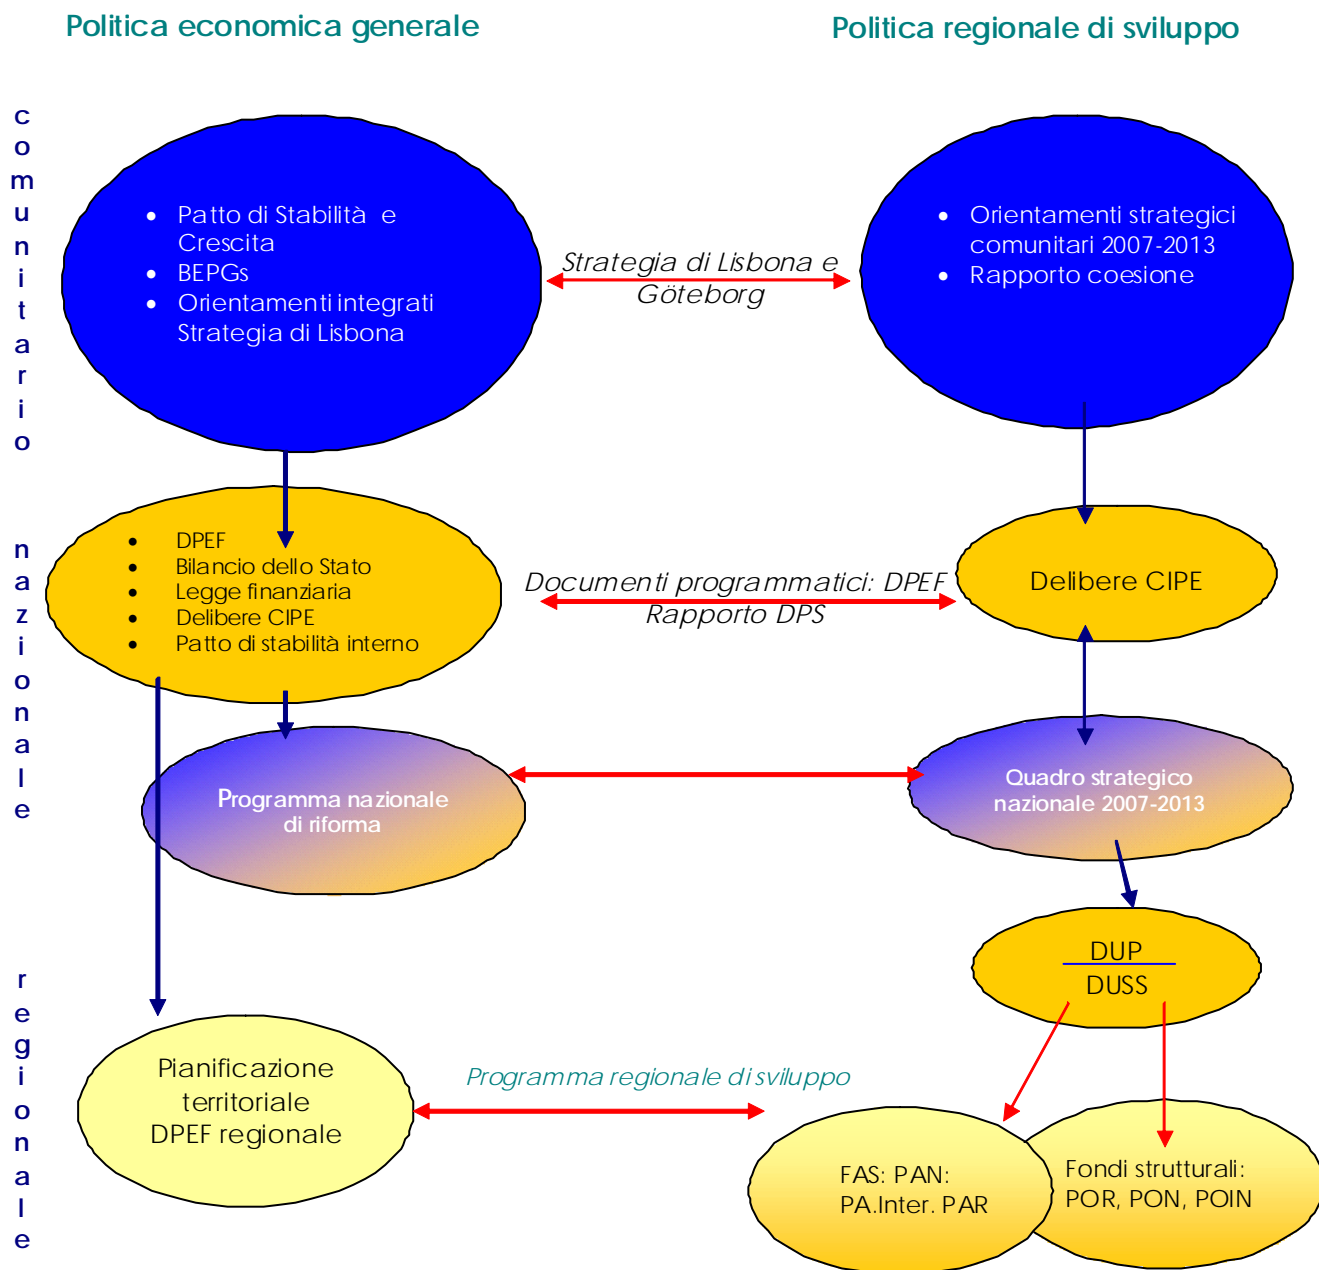 Politica economica generale
Politica regionale di sviluppo
comunitario
• Patto di Stabilità e
Crescita
• BEPGs
• Orientamenti integrati
Strategia di Lisbona
Strategia di Lisbona e
Göteborg
• Orientamenti strategici
comunitari 2007-2013
• Rapporto coesione
nazionale
• DPEF
• Bilancio dello Stato
• Legge finanziaria
• Delibere CIPE
• Patto di stabilità interno
Documenti programmatici: DPEF
Rapporto DPS
Delibere CIPE
Programma nazionale
di riforma
Quadro strategico
nazionale 2007-2013
DUP
DUSS
regionale
Pianificazione
territoriale
DPEF regionale
Programma regionale di sviluppo
FAS: PAN:
PA.Inter. PAR
Fondi strutturali:
POR, PON, POIN